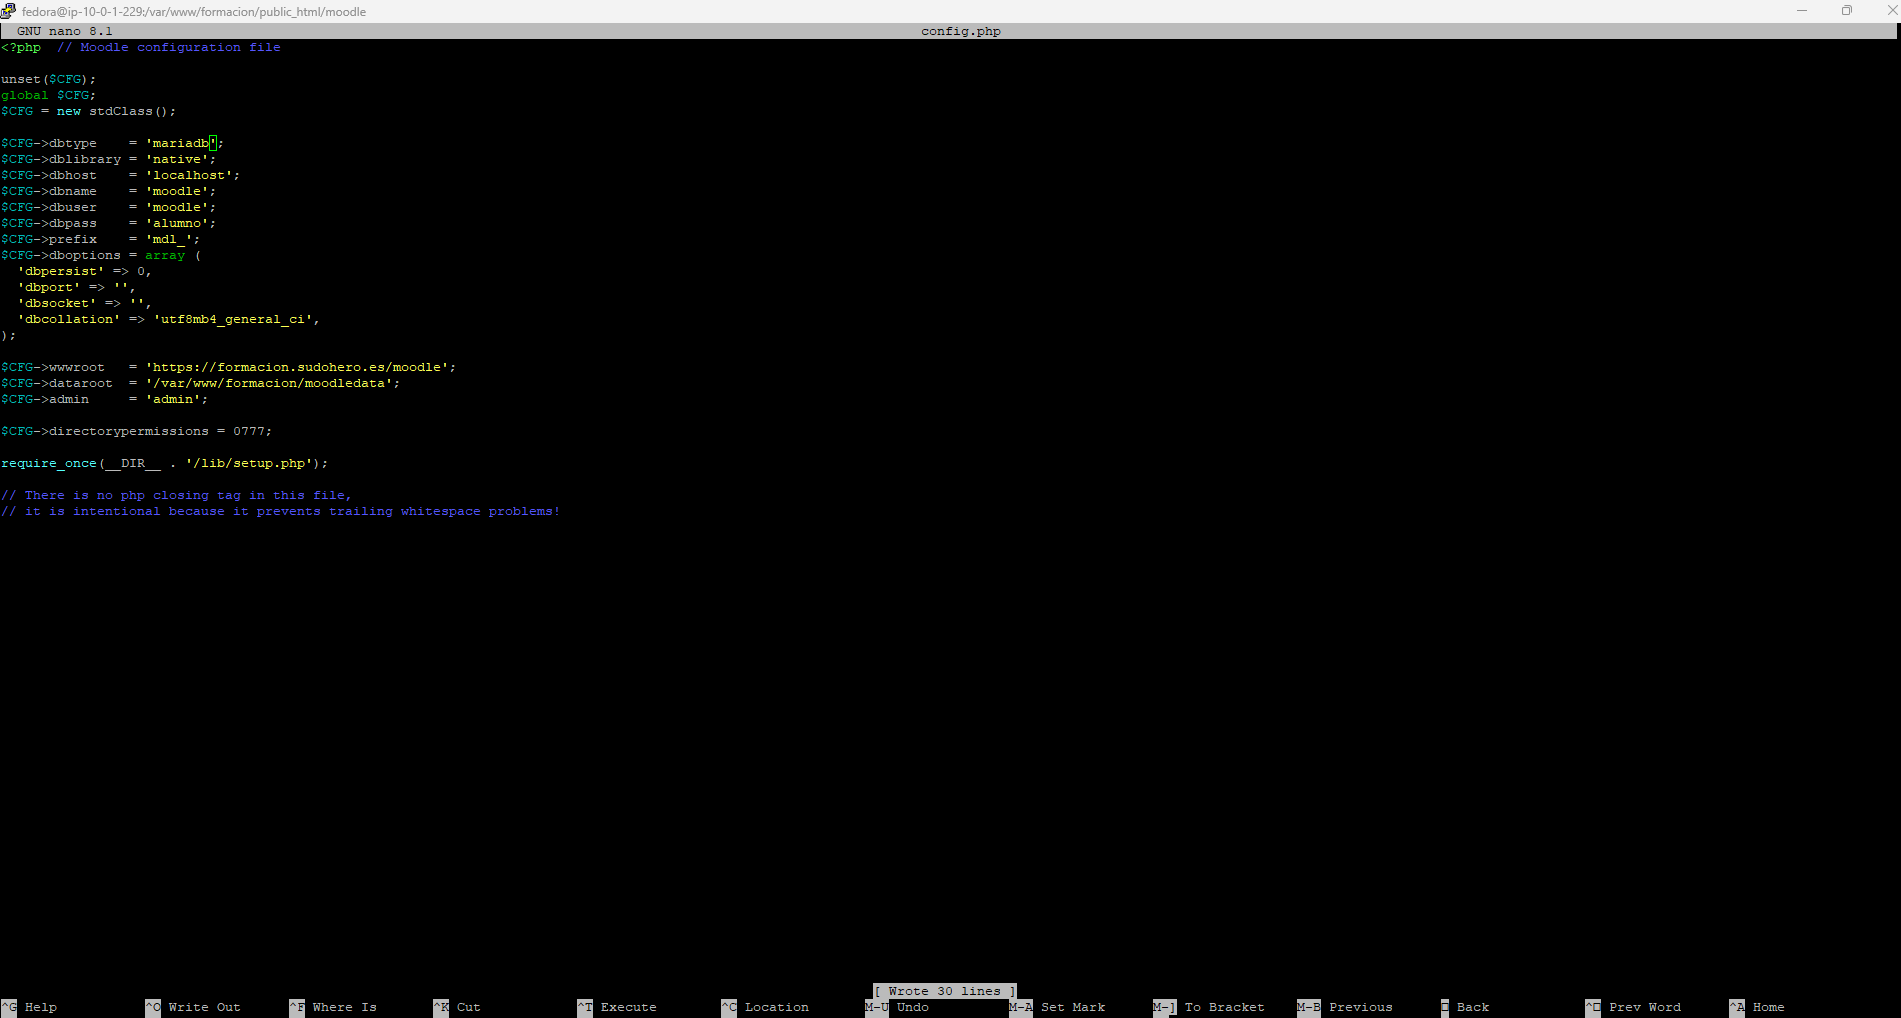 fedora@ip-10-0-1-229:/var/www/formacion/public_html/moodle
GNU nano 8.1 config.php
<?php  // Moodle configuration file
unset($CFG);
global $CFG;
$CFG = new stdClass();
$CFG->dbtype    = 'mariadb';
$CFG->dblibrary = 'native';
$CFG->dbhost    = 'localhost';
$CFG->dbname    = 'moodle';
$CFG->dbuser    = 'moodle';
$CFG->dbpass    = 'alumno';
$CFG->prefix    = 'mdl_';
$CFG->dboptions = array (
  'dbpersist' => 0,
  'dbport' => '',
  'dbsocket' => '',
  'dbcollation' => 'utf8mb4_general_ci',
);
$CFG->wwwroot   = 'https://formacion.sudohero.es/moodle';
$CFG->dataroot  = '/var/www/formacion/moodledata';
$CFG->admin     = 'admin';
$CFG->directorypermissions = 0777;
require_once(__DIR__ . '/lib/setup.php');
// There is no php closing tag in this file,
// it is intentional because it prevents trailing whitespace problems!
[ Wrote 30 lines ]
^G Help ^O Write Out ^F Where Is ^K Cut ^T Execute ^C Location M-U Undo M-A Set Mark M-] To Bracket M-B Previous Back Prev Word ^A Home